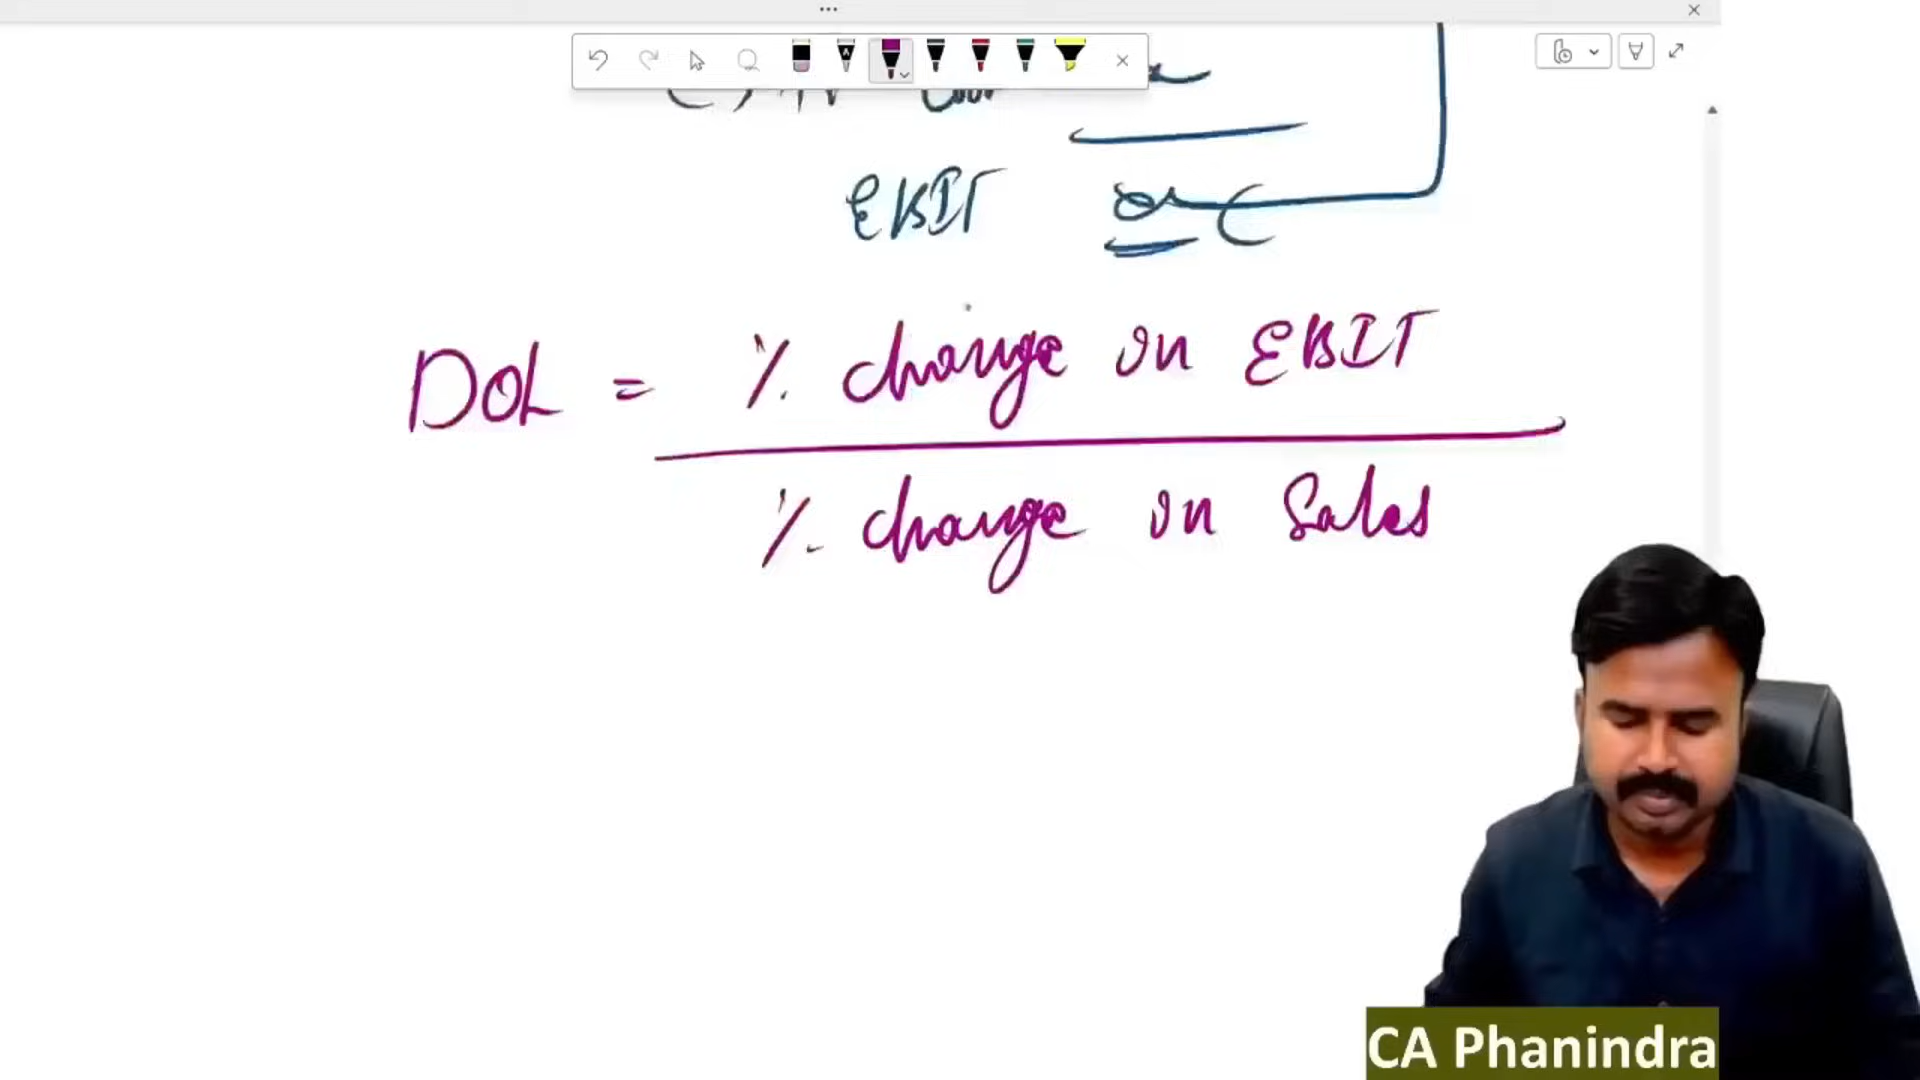 EBIT
DOL = % change in EBIT
% change in Sales
CA Phanindra